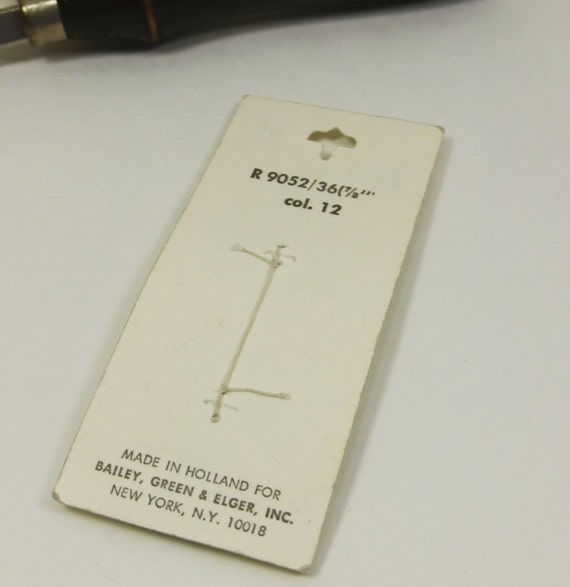 R 9052/36(7/8"'
col. 12
MADE IN HOLLAND FOR
BAILEY, GREEN & ELGER, INC.
NEW YORK, N.Y. 10018